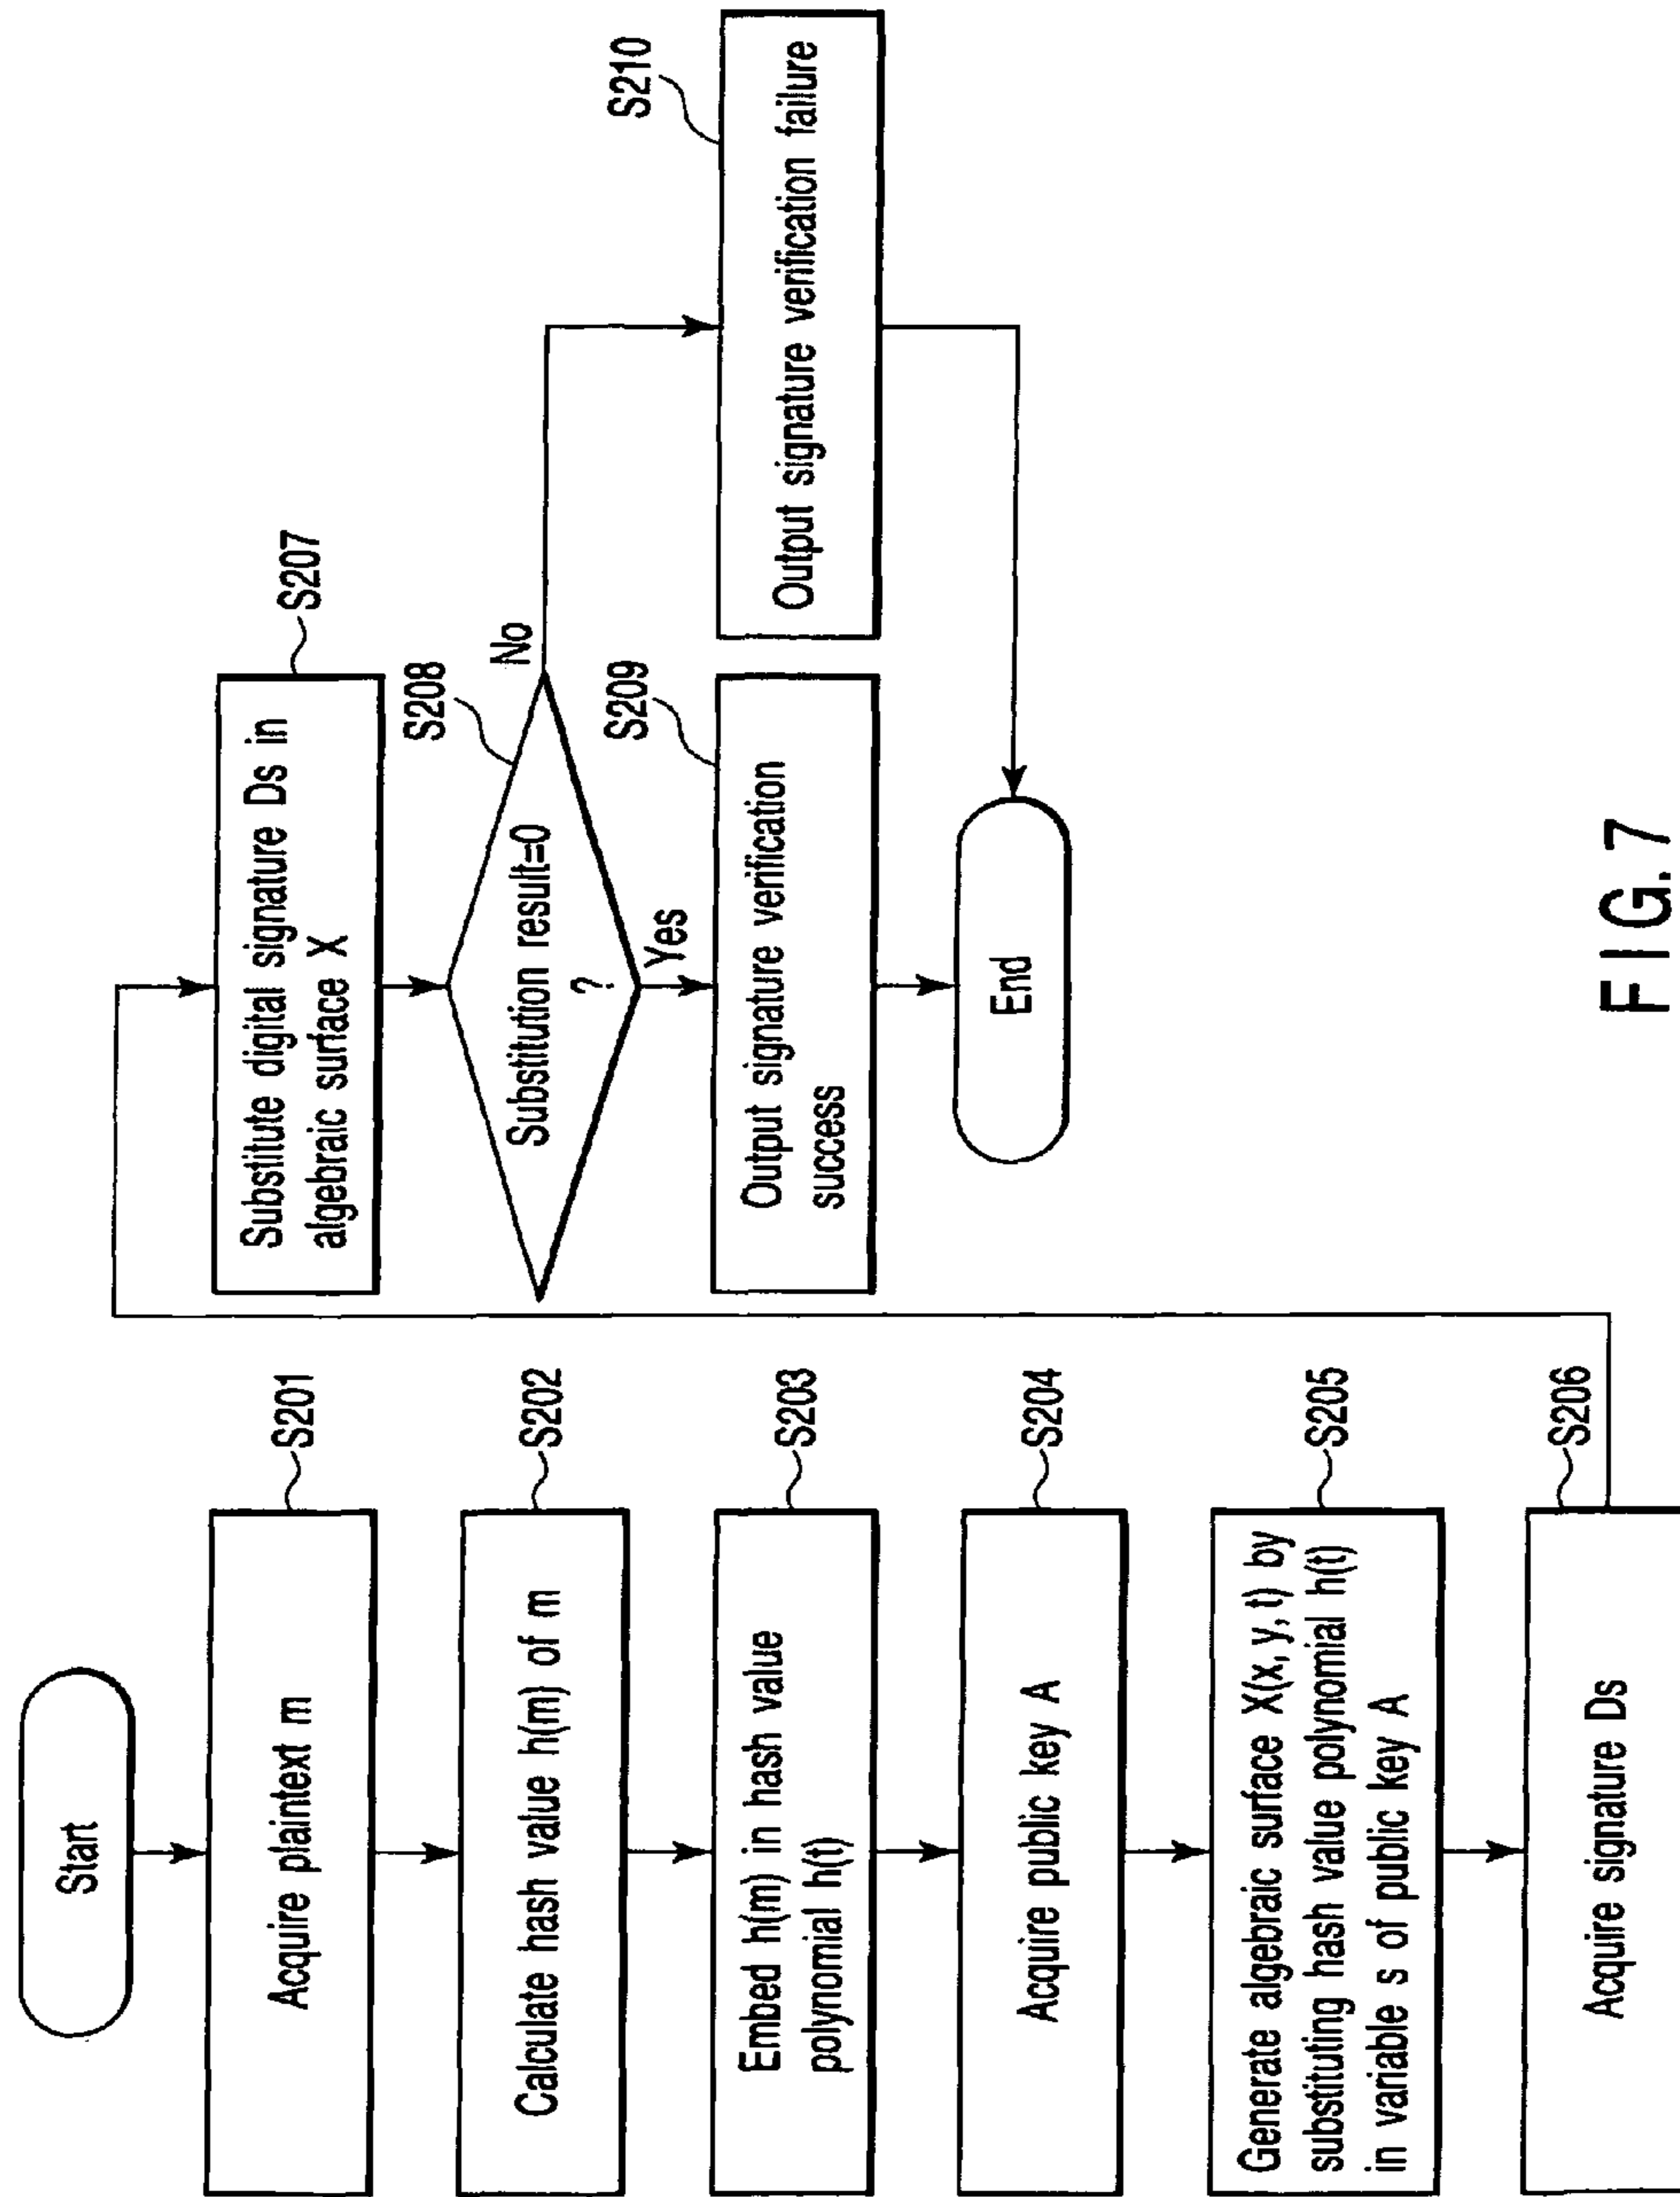 Start
Acquire plaintext m
S201
Calculate hash value h(m) of m
S202
Embed h(m) in hash value
polynomial h(t)
S203
Acquire public key A
S204
Generate algebraic surface X(x, y, t) by
substituting hash value polynomial h(t)
in variable s of public key A
S205
Acquire signature Ds
S206
Substitute digital signature Ds in
algebraic surface X
S207
Substitution result=0
?
S208
No
Yes
Output signature verification
success
S209
Output signature verification failure
S210
End
FIG. 7